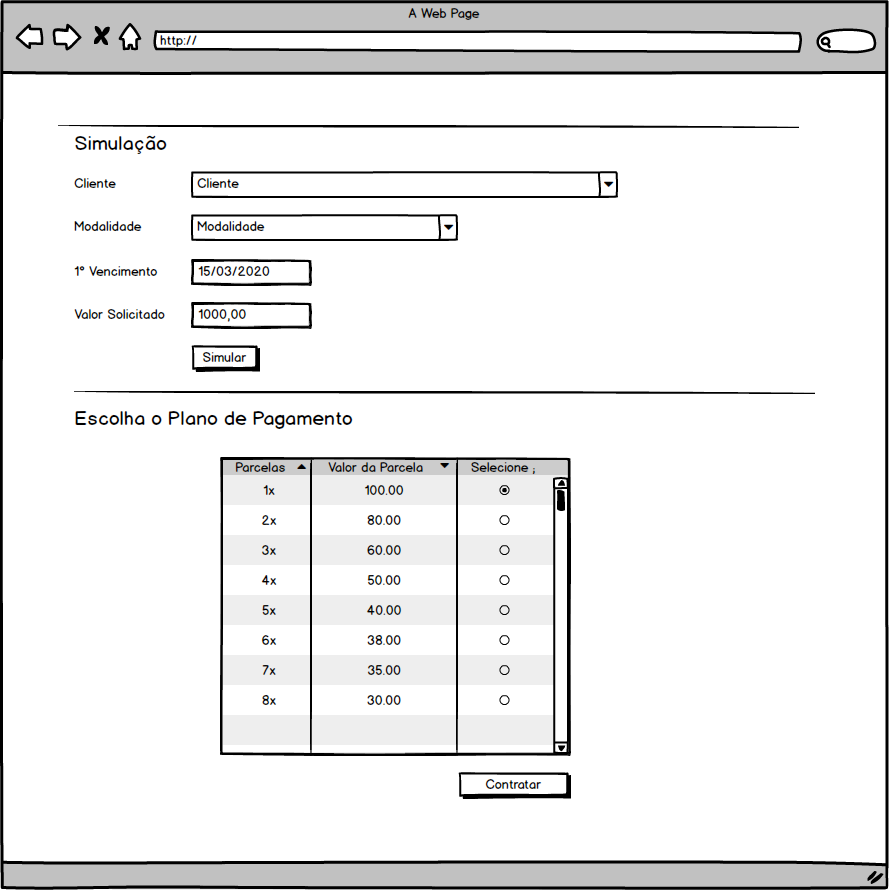 A Web Page
http://
Simulação
Cliente Cliente
Modalidade Modalidade
1º Vencimento 15/03/2020
Valor Solicitado 1000,00
Simular
Escolha o Plano de Pagamento
Parcelas Valor da Parcela Selecione ;
1x 100.00
2x 80.00
3x 60.00
4x 50.00
5x 40.00
6x 38.00
7x 35.00
8x 30.00
Contratar